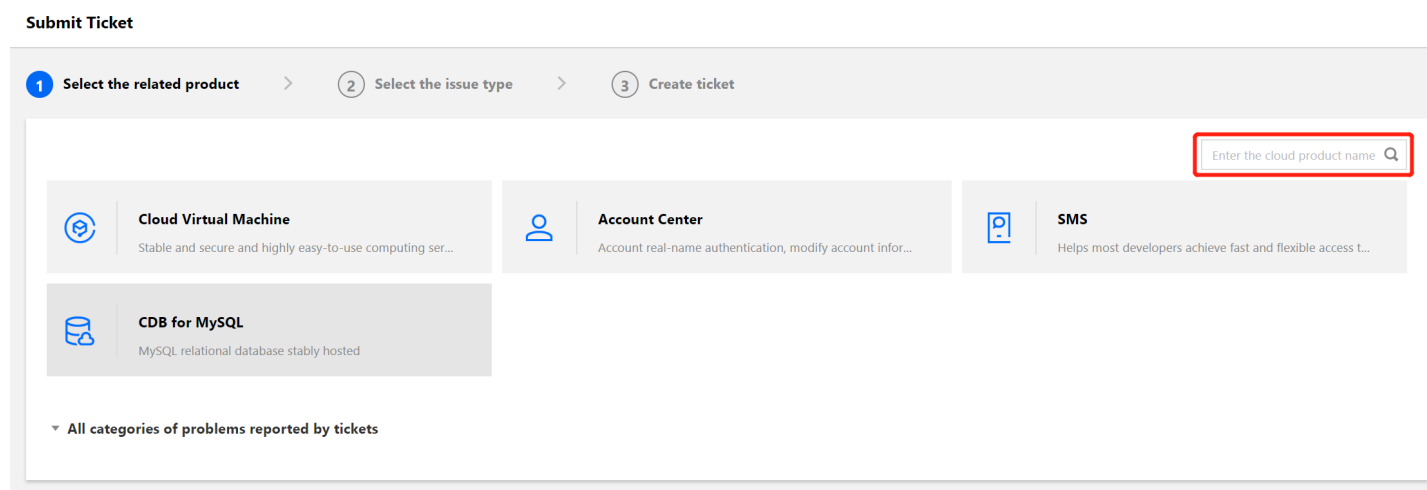 Submit Ticket
1 Select the related product > 2 Select the issue type > 3 Create ticket
Enter the cloud product name
Cloud Virtual Machine
Stable and secure and highly easy-to-use computing ser...
Account Center
Account real-name authentication, modify account infor...
SMS
Helps most developers achieve fast and flexible access t...
CDB for MySQL
MySQL relational database stably hosted
All categories of problems reported by tickets